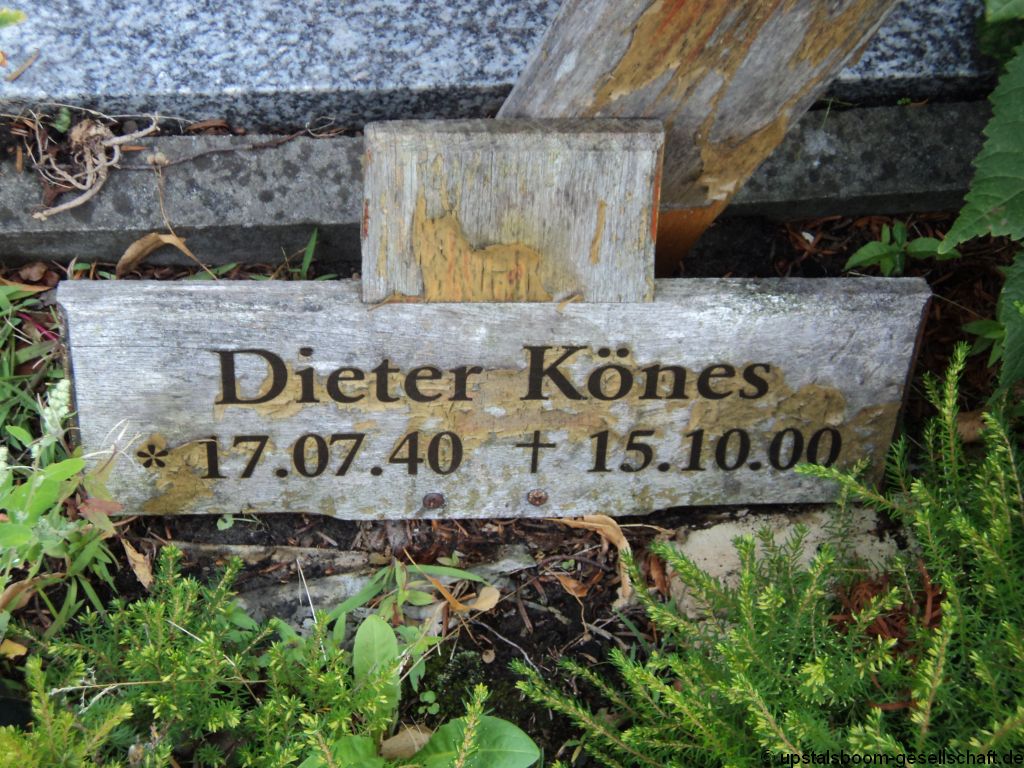 Dieter Könes
* 17.07.40 † 15.10.00
© upstalsboom-gesellschaft.de